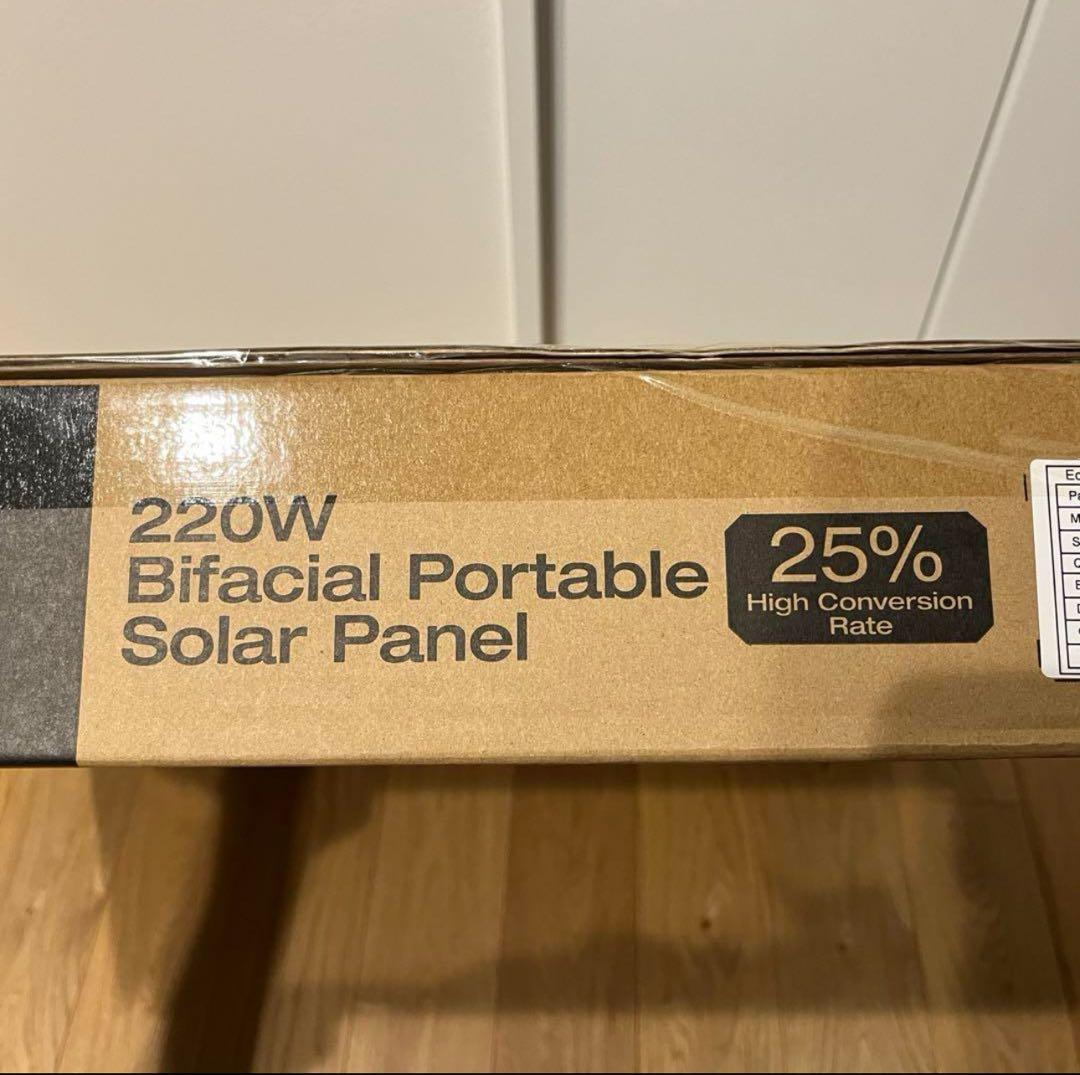 220W
Bifacial Portable
Solar Panel
25%
High Conversion
Rate